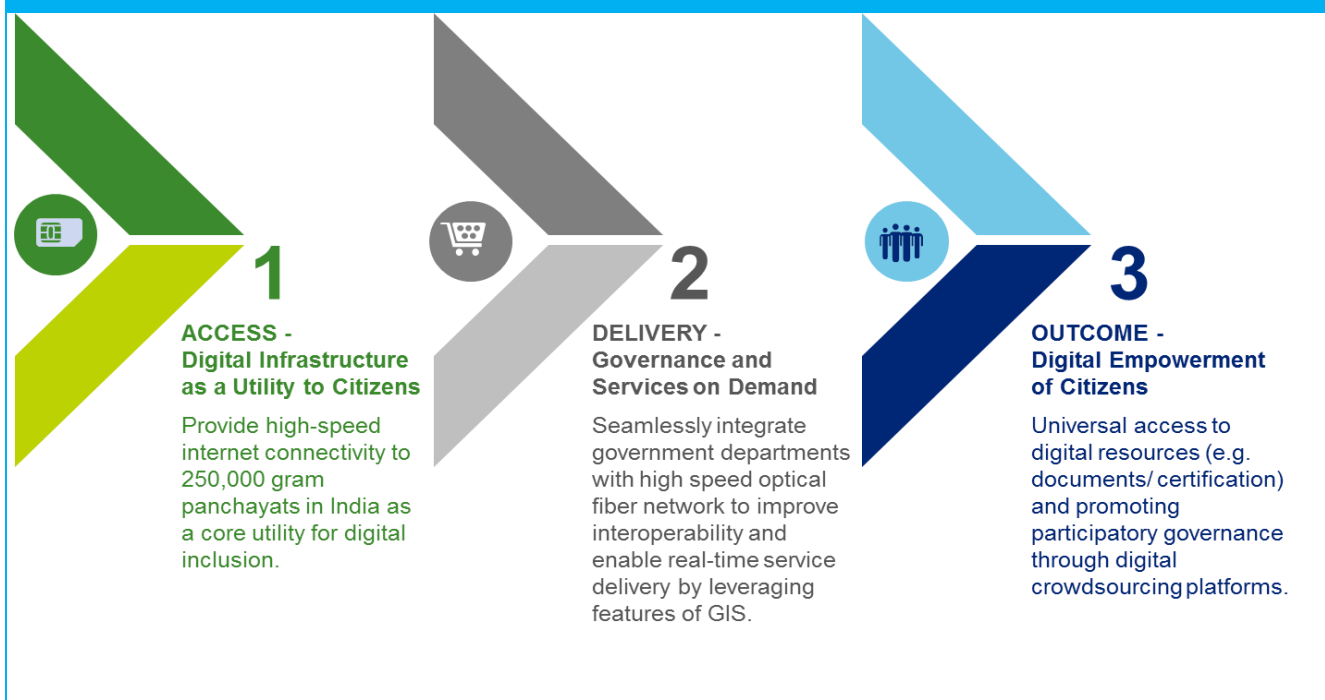 1
ACCESS -
Digital Infrastructure
as a Utility to Citizens
Provide high-speed
internet connectivity to
250,000 gram
panchayats in India as
a core utility for digital
inclusion.
2
DELIVERY -
Governance and
Services on Demand
Seamlessly integrate
government departments
with high speed optical
fiber network to improve
interoperability and
enable real-time service
delivery by leveraging
features of GIS.
3
OUTCOME -
Digital Empowerment
of Citizens
Universal access to
digital resources (e.g.
documents/ certification)
and promoting
participatory governance
through digital
crowdsourcing platforms.